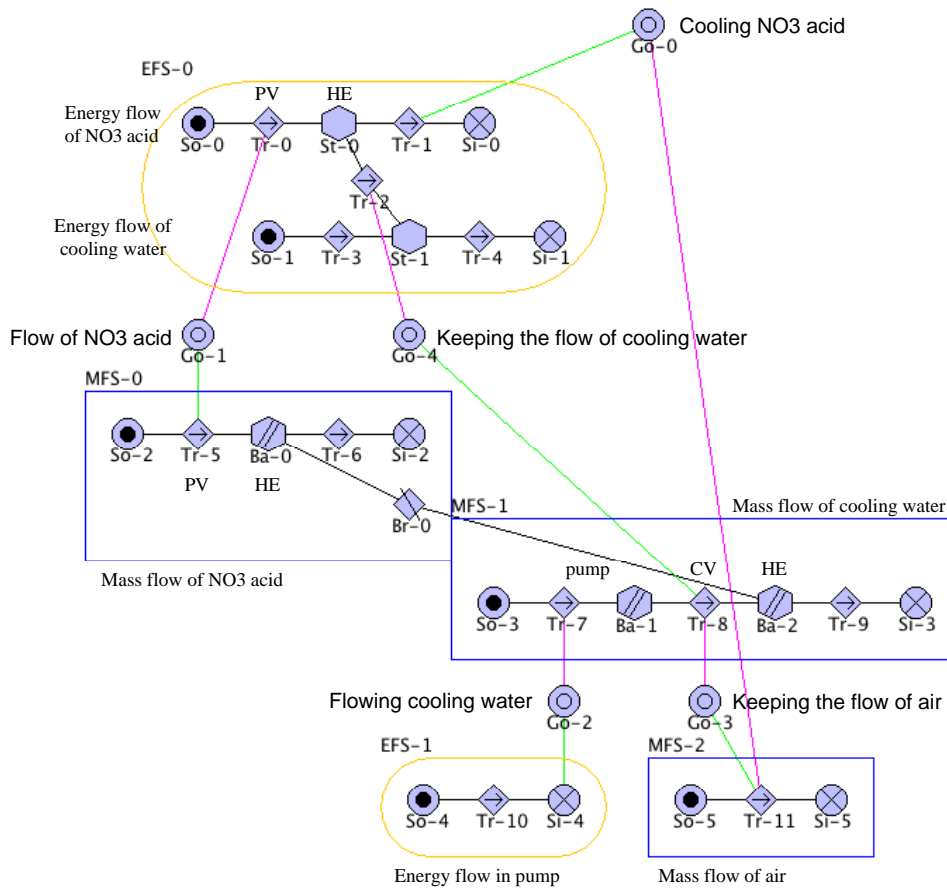 Cooling NO3 acid
Go-0
EFS-0
PV
HE
Energy flow
of NO3 acid
So-0
Tr-0
St-0
Tr-1
Si-0
Tr-2
Energy flow of
cooling water
So-1
Tr-3
St-1
Tr-4
Si-1
Flow of NO3 acid
Go-1
Go-4
Keeping the flow of cooling water
MFS-0
So-2
Tr-5
Ba-0
Tr-6
Si-2
PV
HE
Br-0
MFS-1
Mass flow of cooling water
Mass flow of NO3 acid
pump
CV
HE
So-3
Tr-7
Ba-1
Tr-8
Ba-2
Tr-9
Si-3
Flowing cooling water
Go-2
Go-3
Keeping the flow of air
EFS-1
MFS-2
So-4
Tr-10
Si-4
So-5
Tr-11
Si-5
Energy flow in pump
Mass flow of air